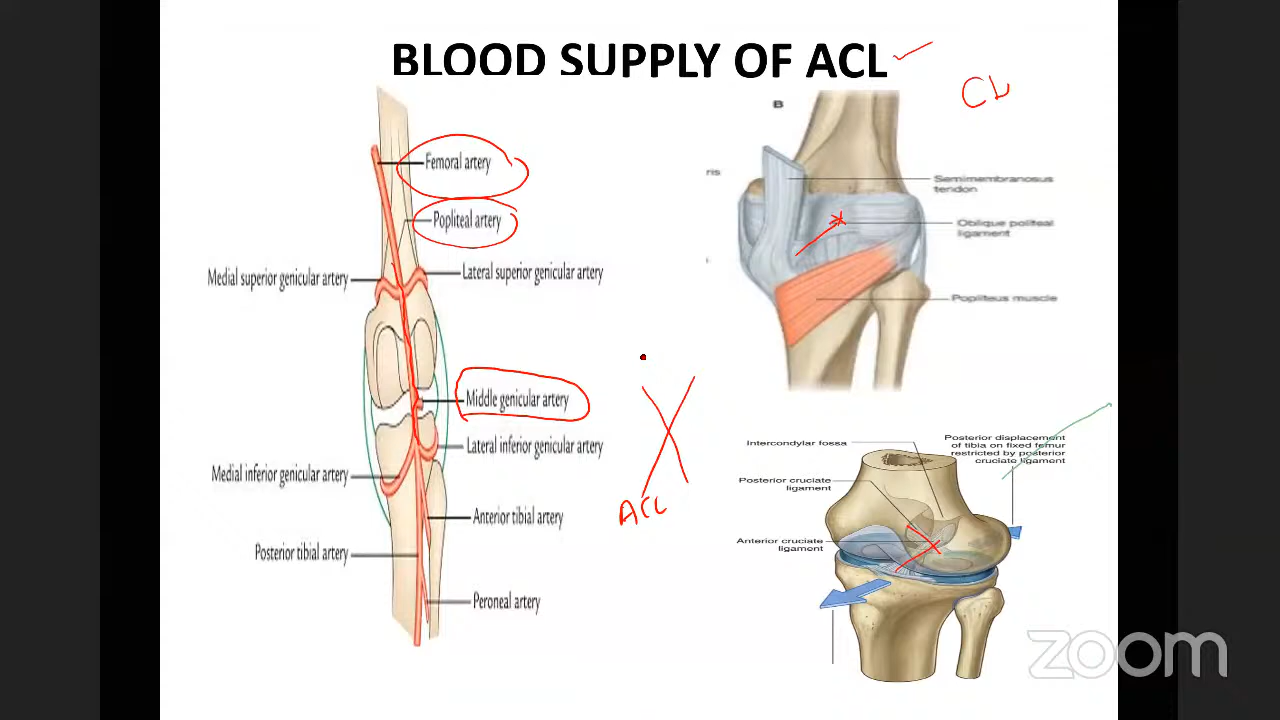 BLOOD SUPPLY OF ACL
CL
Femoral artery
Popliteal artery
Medial superior genicular artery
Lateral superior genicular artery
Middle genicular artery
Lateral inferior genicular artery
Medial inferior genicular artery
Anterior tibial artery
Posterior tibial artery
Peroneal artery
ACL
B
ris
Semimembranosus
tendon
Oblique politeal
ligament
Popliteus muscle
Intercondylar fossa
Posterior displacement
of tibia on fixed femur
restricted by posterior
cruciate ligament
Posterior cruciate
ligament
Anterior cruciate
ligament
zoom